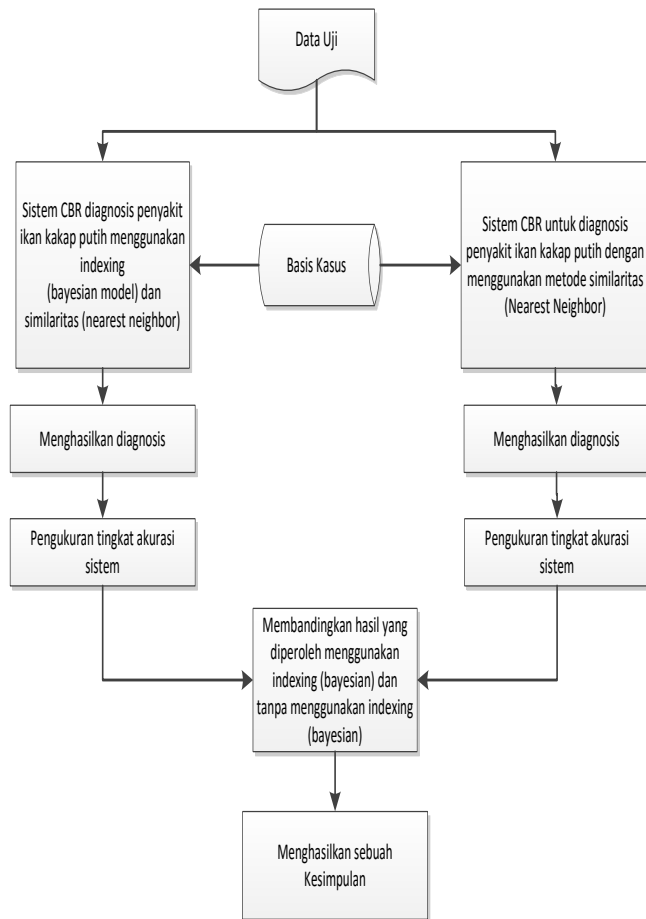 Data Uji
Sistem CBR diagnosis penyakit
ikan kakap putih menggunakan
indexing
(bayesian model) dan
similaritas (nearest neighbor)
Basis Kasus
Sistem CBR untuk diagnosis
penyakit ikan kakap putih dengan
menggunakan metode similaritas
(Nearest Neighbor)
Menghasilkan diagnosis
Menghasilkan diagnosis
Pengukuran tingkat akurasi
sistem
Pengukuran tingkat akurasi
sistem
Membandingkan hasil yang
diperoleh menggunakan
indexing (bayesian) dan
tanpa menggunakan indexing
(bayesian)
Menghasilkan sebuah
Kesimpulan